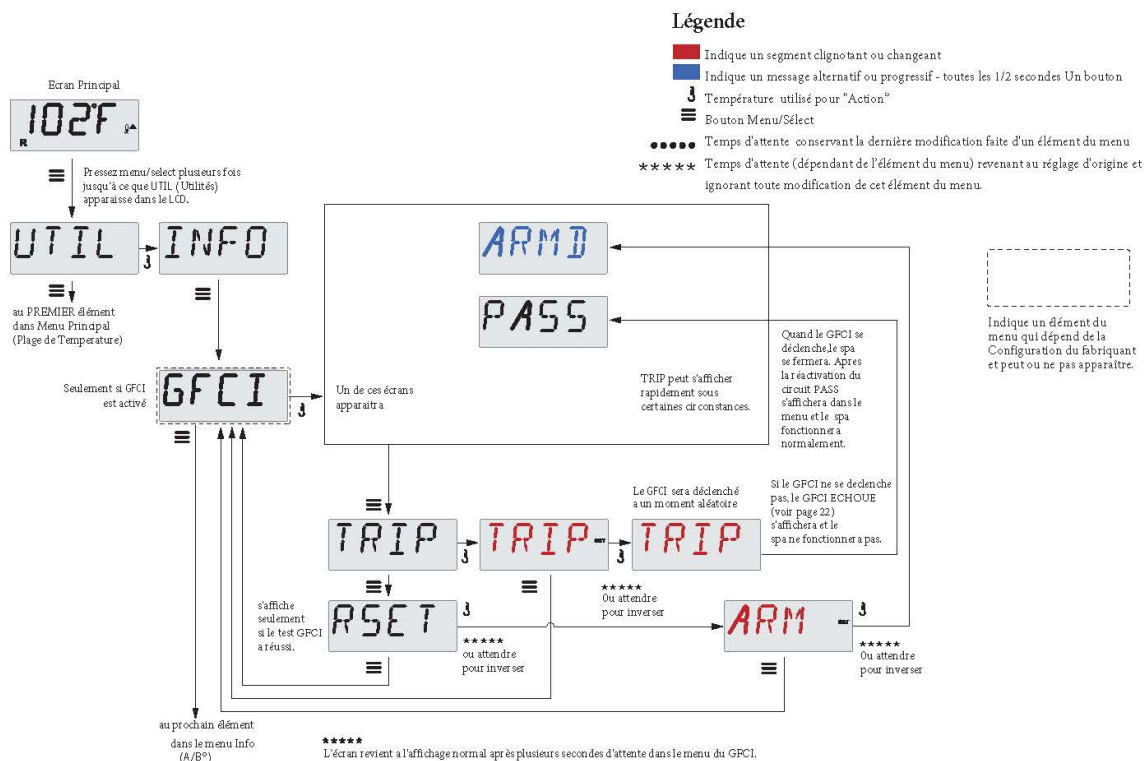 Légende
Indique un segment clignotant ou changeant
Indique un message alternatif ou progressif - toutes les 1/2 secondes Un bouton
Température utilisé pour "Action"
Bouton Menu/Sélect
Temps d'attente conservant la dernière modification faite d'un élément du menu
***** Temps d'attente (dépendant de l'élément du menu) revenant au réglage d'origine et
ignorant toute modification de cet élément du menu.
Ecran Principal
102°F
R
Pressez menu/select plusieurs fois
jusqu'à ce que UTIL (Utilités)
apparaisse dans le LCD.
UTIL
INFO
au PREMIER élément
dans Menu Principal
(Plage de Temperature)
Seulement si GFCI
est activé
GFCI
Un de ces écrans
apparaitra
ARMD
PASS
TRIP peut s'afficher
rapidement sous
certaines circonstances.
Quand le GFCI se
déclenche,le spa
se fermera. Apres
la réactivation du
circuit PASS
s'affichera dans le
menu et le spa
fonctionnera
normalement.
Indique un élément du
menu qui dépend de la
Configuration du fabriquant
et peut ou ne pas apparaître.
Le GFCI sera déclenché
a un moment aléatoire
Si le GFCI ne se declenche
pas, le GFCI ECHOUE
(voir page 22)
s'affichera et le
spa ne fonctionnera pas.
TRIP
TRIP SET
TRIP
*****
Ou attendre
pour inverser
s'affiche
seulement
si le test GFCI
a réussi.
RSET
*****
ou attendre
pour inverser
ARM SET
*****
Ou attendre
pour inverser
au prochain élément
dans le menu Info
(A/B°)
*****
L'écran revient a l'affichage normal après plusieurs secondes d'attente dans le menu du GFCI.